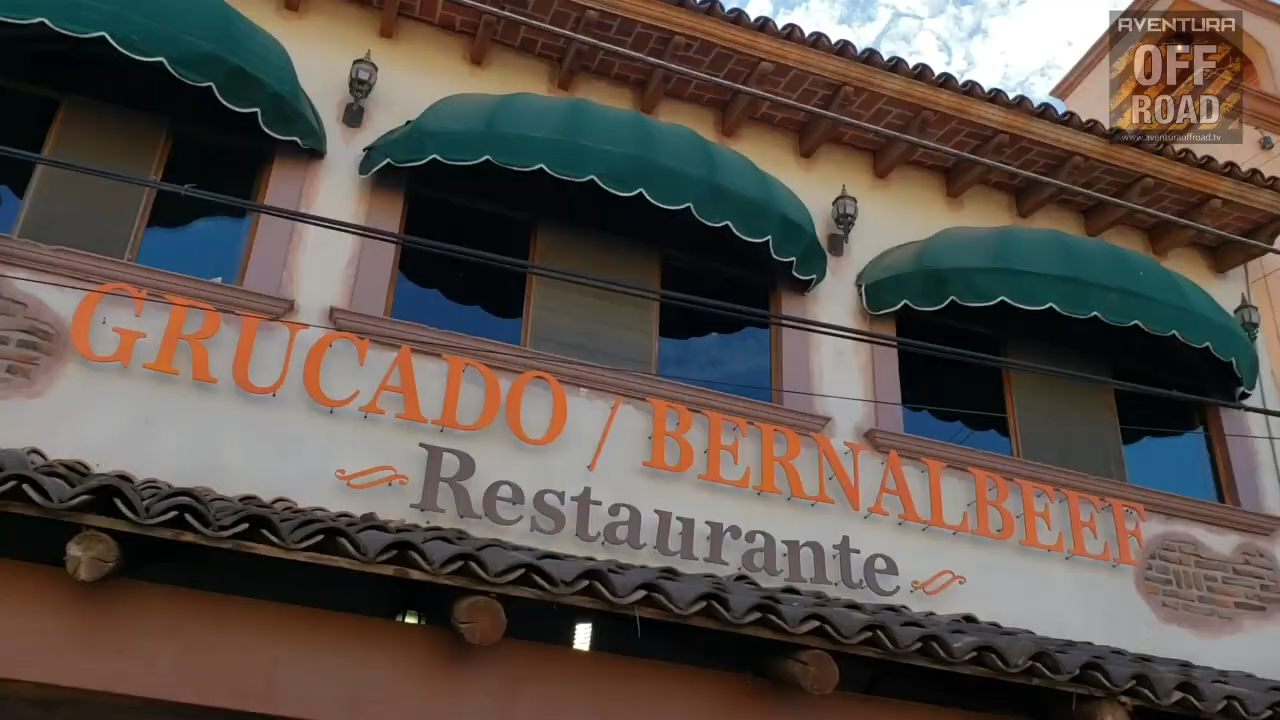 AVENTURA
OFF
ROAD
www.aventuraoffroad.tv
GRUCADO / BERNALBEEF
Restaurante